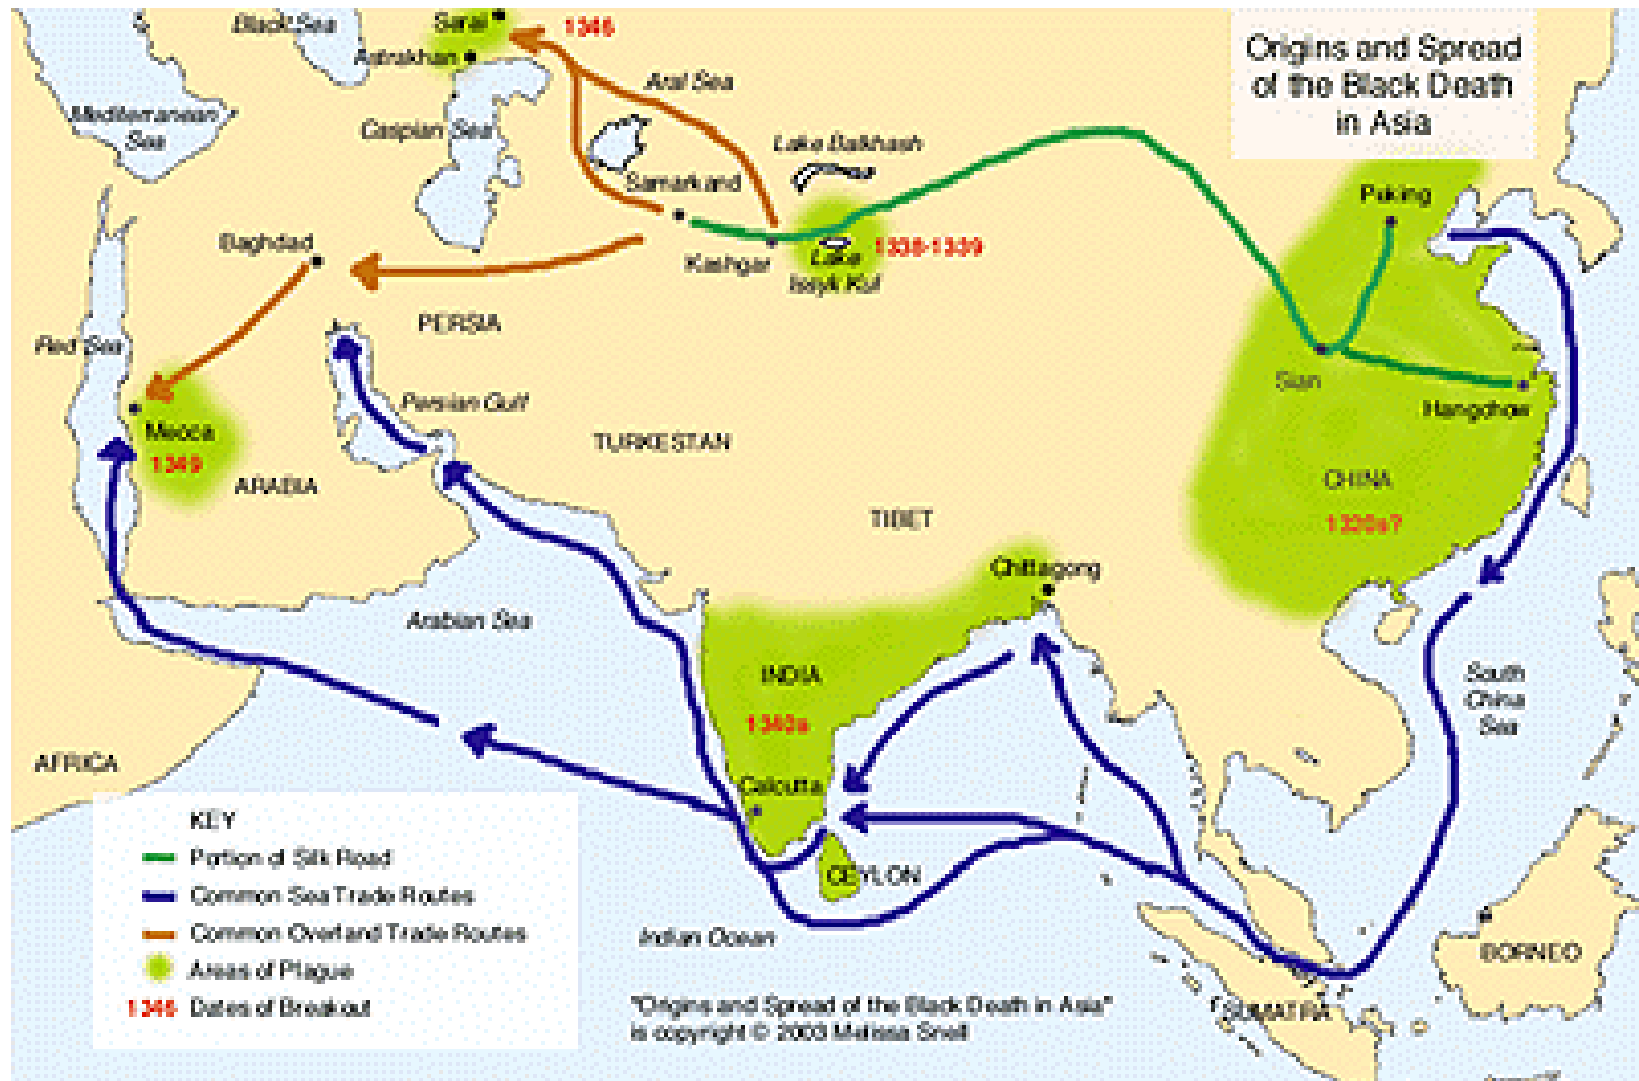 Origins and Spread
of the Black Death
in Asia
Black Sea
Sarai
1346
Astrakhan
Aral Sea
Mediterranean
Sea
Caspian Sea
Lake Balkhash
Samarkand
Peking
Baghdad
Kashgar
1338-1339
Lake
Issyk Kul
PERSIA
Red Sea
Sian
Persian Gulf
Hangchow
Mecca
1349
TURKESTAN
ARABIA
CHINA
1320s?
TIBET
Chittagong
Arabian Sea
INDIA
1340s
South
China
Sea
AFRICA
Calcutta
CEYLON
Indian Ocean
BORNEO
SUMATRA
KEY
Portion of Silk Road
Common Sea Trade Routes
Common Overland Trade Routes
Areas of Plague
1346 Dates of Breakout
"Origins and Spread of the Black Death in Asia"
is copyright © 2003 Melissa Snell